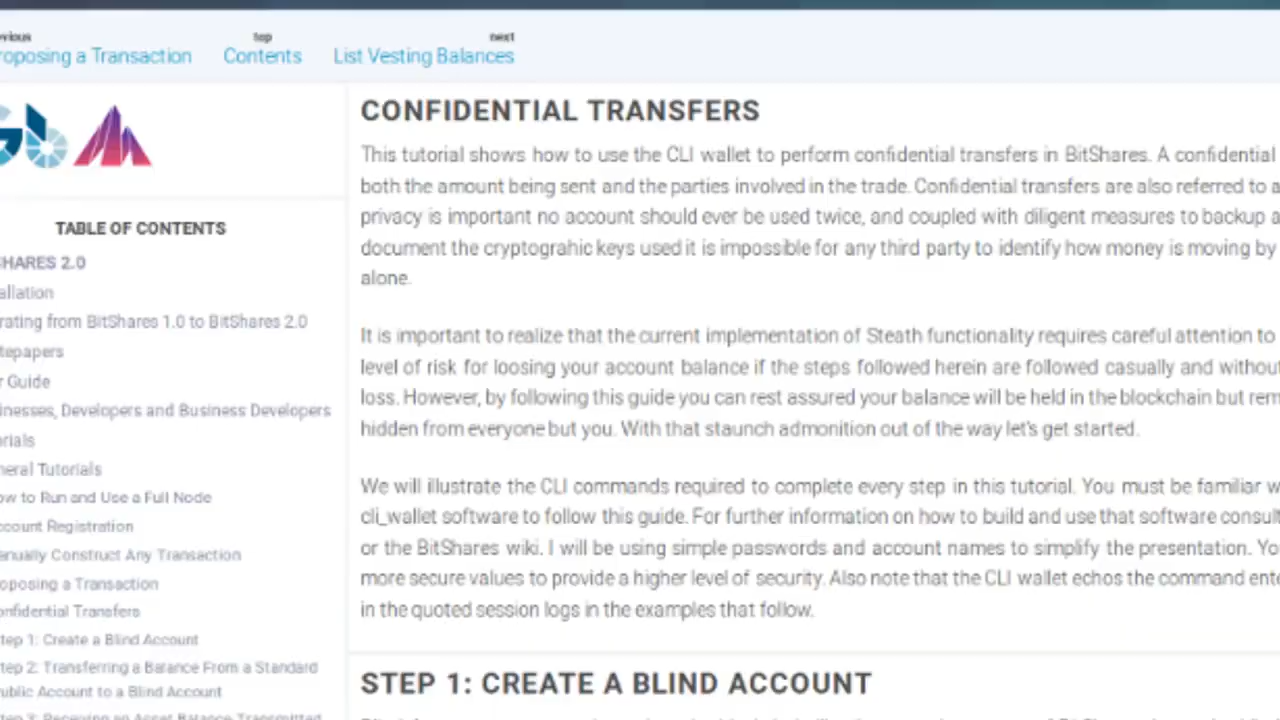 vious
roposing a Transaction
top
Contents
next
List Vesting Balances
TABLE OF CONTENTS
SHARES 2.0
allation
rating from BitShares 1.0 to BitShares 2.0
tepapers
r Guide
inesses, Developers and Business Developers
orials
neral Tutorials
ow to Run and Use a Full Node
ccount Registration
anually Construct Any Transaction
roposing a Transaction
onfidential Transfers
tep 1: Create a Blind Account
tep 2: Transferring a Balance From a Standard
ublic Account to a Blind Account
tep 3: Receiving an Asset Balance Transmitted
CONFIDENTIAL TRANSFERS
This tutorial shows how to use the CLI wallet to perform confidential transfers in BitShares. A confidential
both the amount being sent and the parties involved in the trade. Confidential transfers are also referred to a
privacy is important no account should ever be used twice, and coupled with diligent measures to backup a
document the cryptograhic keys used it is impossible for any third party to identify how money is moving by
alone.
It is important to realize that the current implementation of Steath functionality requires careful attention to
level of risk for loosing your account balance if the steps followed herein are followed casually and without
loss. However, by following this guide you can rest assured your balance will be held in the blockchain but rem
hidden from everyone but you. With that staunch admonition out of the way let's get started.
We will illustrate the CLI commands required to complete every step in this tutorial. You must be familiar w
cli_wallet software to follow this guide. For further information on how to build and use that software consult
or the BitShares wiki. I will be using simple passwords and account names to simplify the presentation. Yo
more secure values to provide a higher level of security. Also note that the CLI wallet echos the command ente
in the quoted session logs in the examples that follow.
STEP 1: CREATE A BLIND ACCOUNT